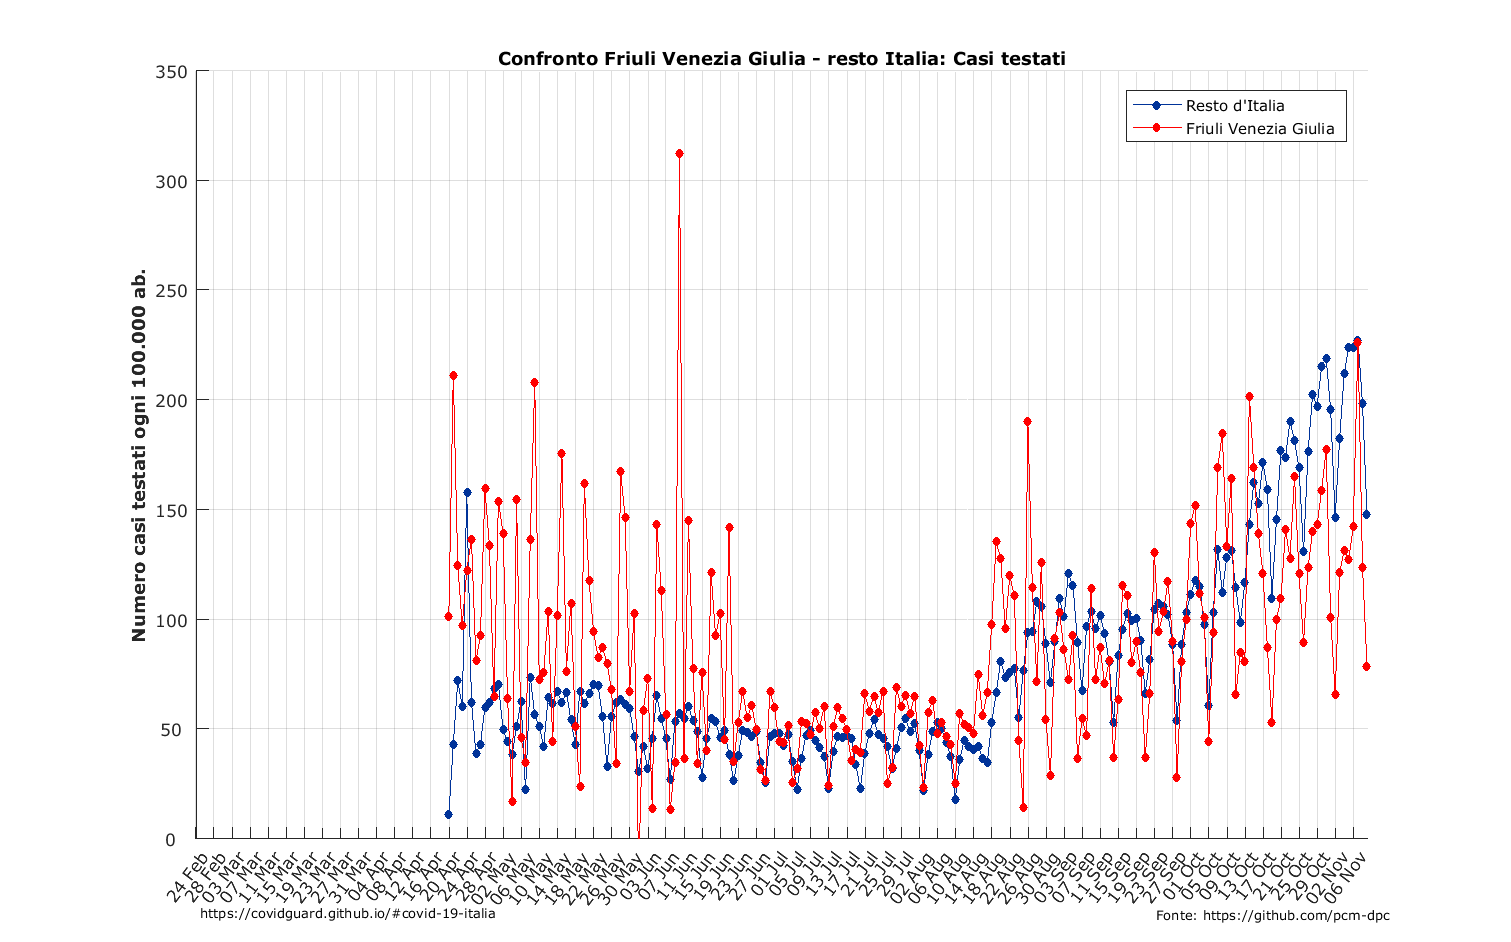 Confronto Friuli Venezia Giulia - resto Italia: Casi testati
350
300
250
200
150
100
50
0
Numero casi testati ogni 100.000 ab.
Resto d'Italia
Friuli Venezia Giulia
24 Feb
28 Feb
03 Mar
07 Mar
11 Mar
15 Mar
19 Mar
23 Mar
27 Mar
31 Mar
04 Apr
08 Apr
12 Apr
16 Apr
20 Apr
24 Apr
28 Apr
02 May
06 May
10 May
14 May
18 May
22 May
26 May
30 May
03 Jun
07 Jun
11 Jun
15 Jun
19 Jun
23 Jun
27 Jun
01 Jul
05 Jul
09 Jul
13 Jul
17 Jul
21 Jul
25 Jul
29 Jul
02 Aug
06 Aug
10 Aug
14 Aug
18 Aug
22 Aug
26 Aug
30 Aug
03 Sep
07 Sep
11 Sep
15 Sep
19 Sep
23 Sep
27 Sep
01 Oct
05 Oct
09 Oct
13 Oct
17 Oct
21 Oct
25 Oct
29 Oct
02 Nov
06 Nov
https://covidguard.github.io/#covid-19-italia
Fonte: https://github.com/pcm-dpc